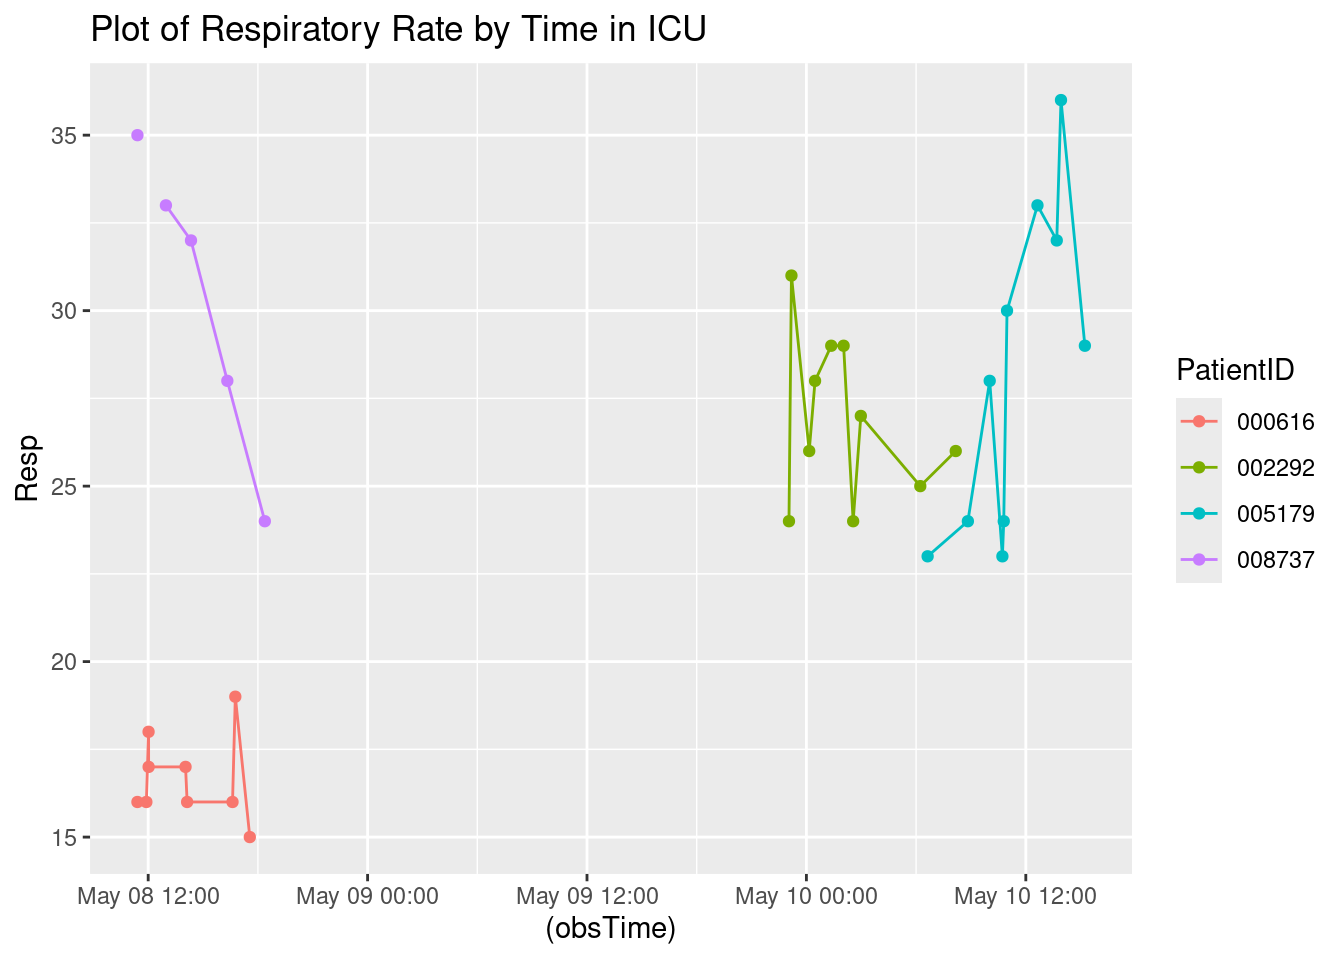 Plot of Respiratory Rate by Time in ICU
35
30
25
20
15
Resp
May 08 12:00
May 09 00:00
May 09 12:00
May 10 00:00
May 10 12:00
(obsTime)
PatientID
000616
002292
005179
008737